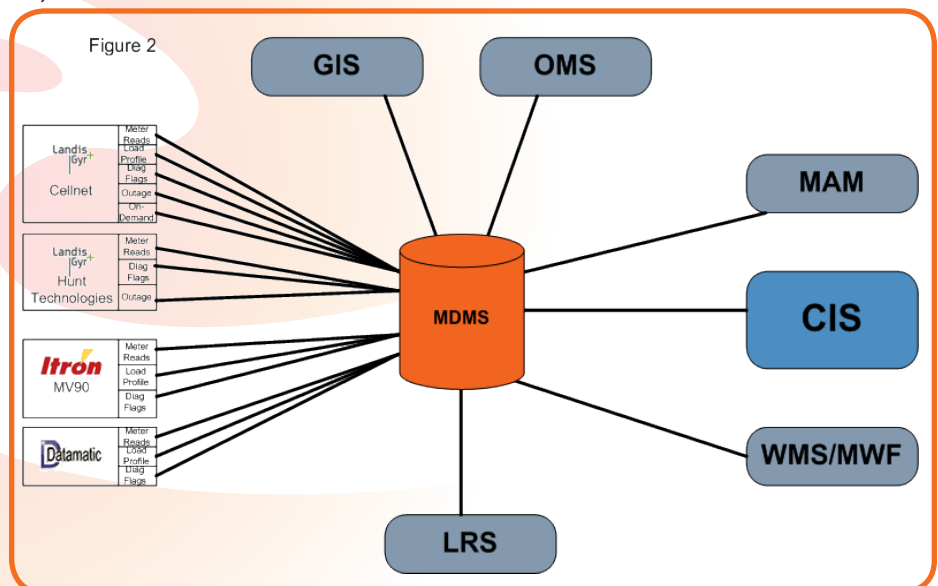 Figure 2
GIS
OMS
Landis
Gyr+
Cellnet
Meter
Reads
Load
Profile
Diag
Flags
Outage
On-
Demand
MAM
Landis
Gyr+
Hunt
Technologies
Meter
Reads
Diag
Flags
Outage
MDMS
CIS
Itron
MV90
Meter
Reads
Load
Profile
Diag
Flags
Datamatic
Meter
Reads
Load
Profile
Diag
Flags
WMS/MWF
LRS